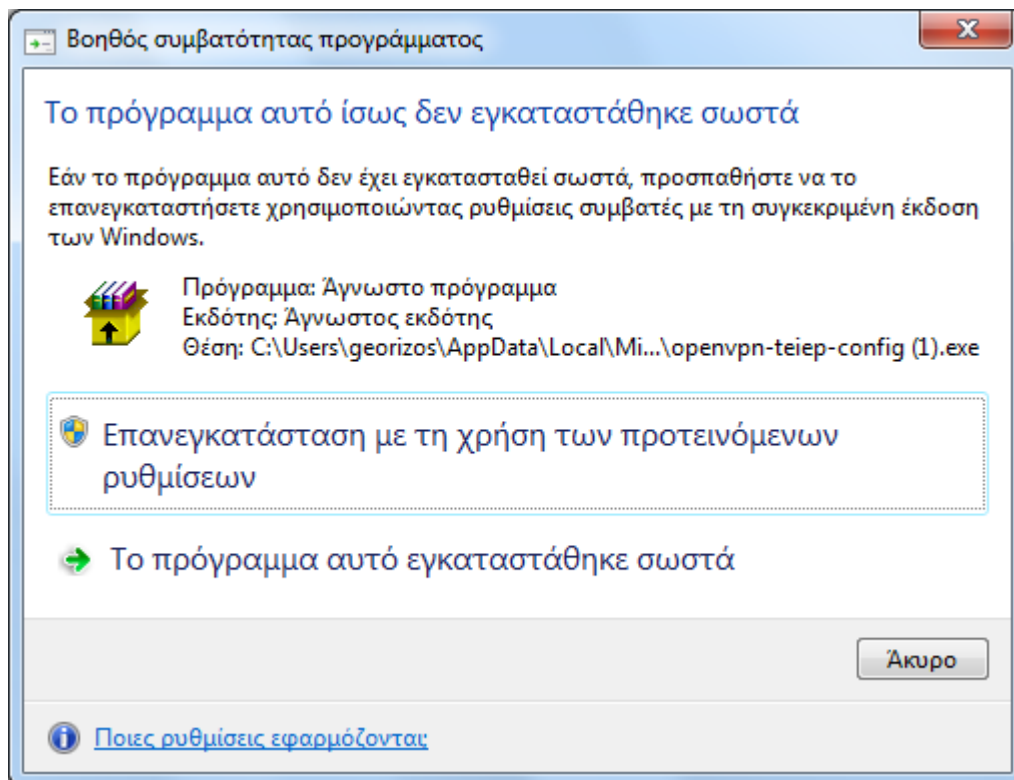 Βοηθός συμβατότητας προγράμματος
Το πρόγραμμα αυτό ίσως δεν εγκαταστάθηκε σωστά
Εάν το πρόγραμμα αυτό δεν έχει εγκατασταθεί σωστά, προσπαθήστε να το
επανεγκαταστήσετε χρησιμοποιώντας ρυθμίσεις συμβατές με τη συγκεκριμένη έκδοση
των Windows.
Πρόγραμμα: Άγνωστο πρόγραμμα
Εκδότης: Άγνωστος εκδότης
Θέση: C:\Users\georizos\AppData\Local\Mi...\openvpn-teiep-config (1).exe
Επανεγκατάσταση με τη χρήση των προτεινόμενων
ρυθμίσεων
Το πρόγραμμα αυτό εγκαταστάθηκε σωστά
Άκυρο
Ποιες ρυθμίσεις εφαρμόζονται;